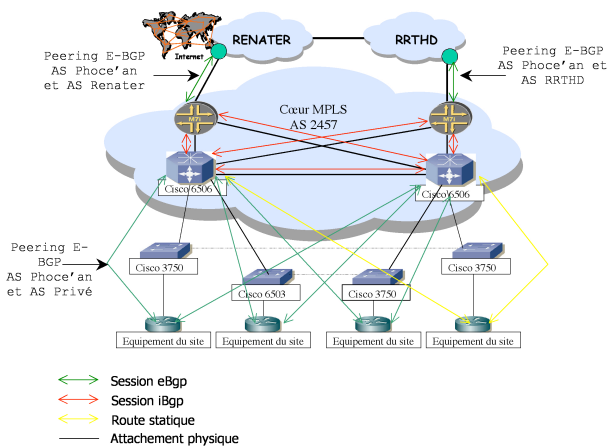 RENATER
RRTHD
Internet
Peering E-BGP
AS Phoce’an
et AS Renater
Peering E-BGP
AS Phoce’an et
AS RRTHD
Cœur MPLS
AS 2457
M7i
M7i
Cisco 6506
Cisco 6506
Peering E-
BGP
AS Phoce’an
et AS Privé
Cisco 3750
Cisco 6503
Cisco 3750
Cisco 3750
Equipement du site
Equipement du site
Equipement du site
Equipement du site
Session eBgp
Session iBgp
Route statique
Attachement physique